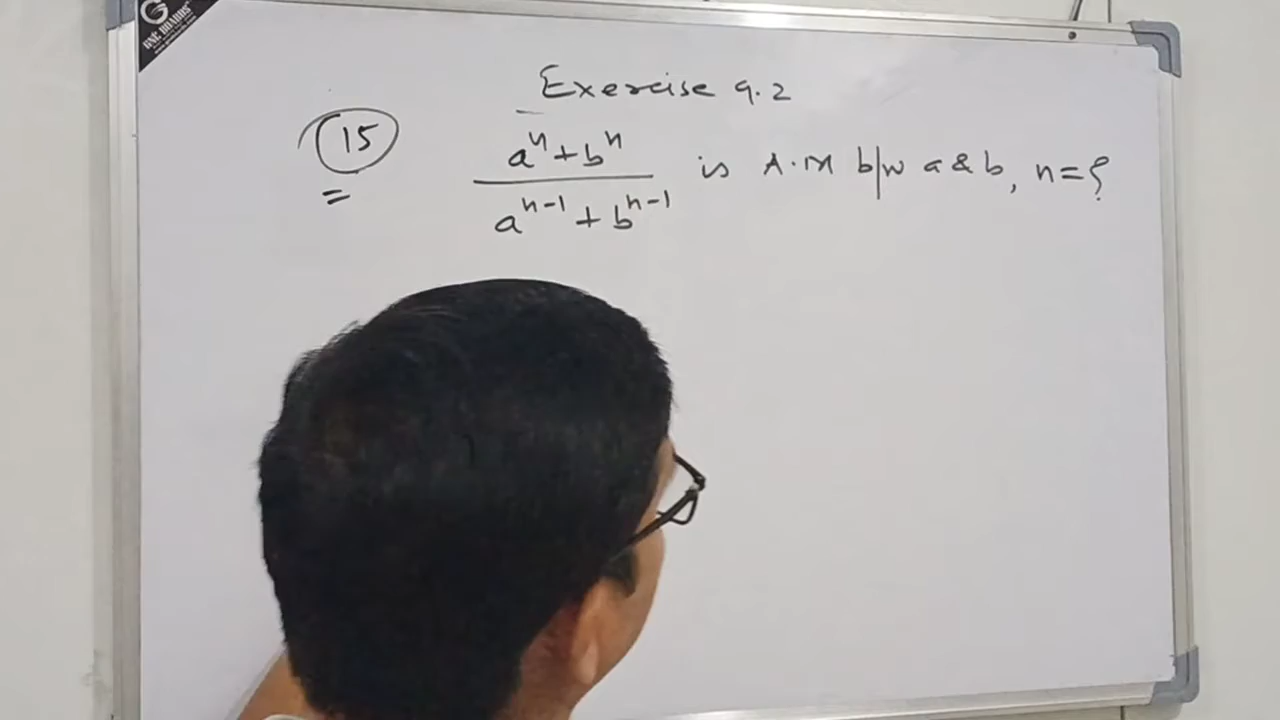 Exercise 9.2
15
aⁿ+bⁿ
is A.M b/w a & b, n=?
aⁿ⁻¹+bⁿ⁻¹